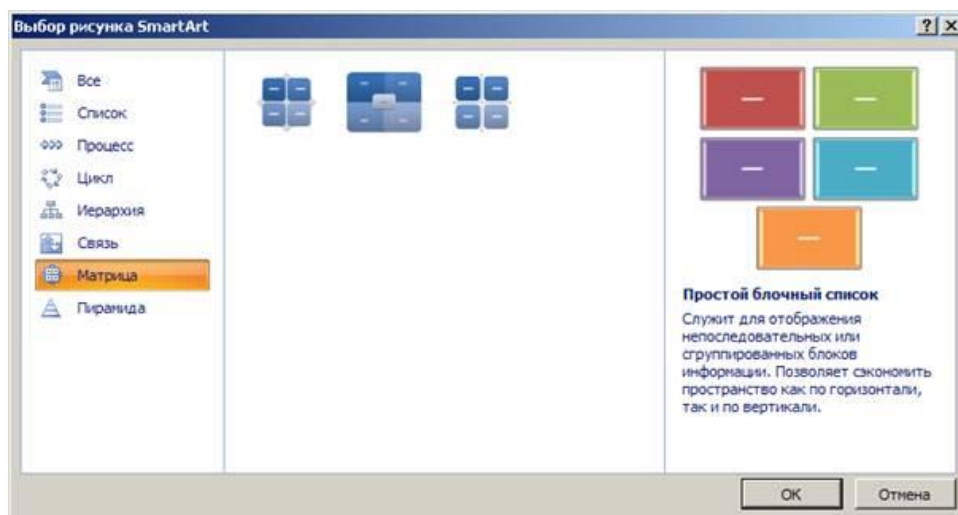 Выбор рисунка SmartArt
Все
Список
Процесс
Цикл
Иерархия
Связь
Матрица
Пирамида
Простой блочный список
Служит для отображения
непоследовательных или
сгруппированных блоков
информации. Позволяет сэкономить
пространство как по горизонтали,
так и по вертикали.
ОК
Отмена